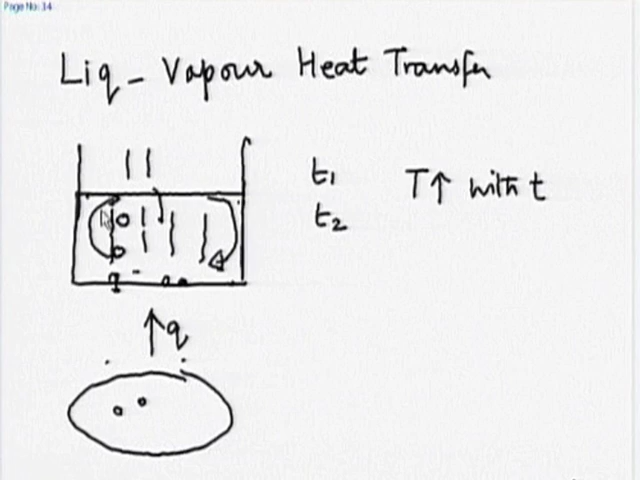 Page No: 34
Liq - Vapour Heat Transfer
t1
T↑ with t
t2
↑q